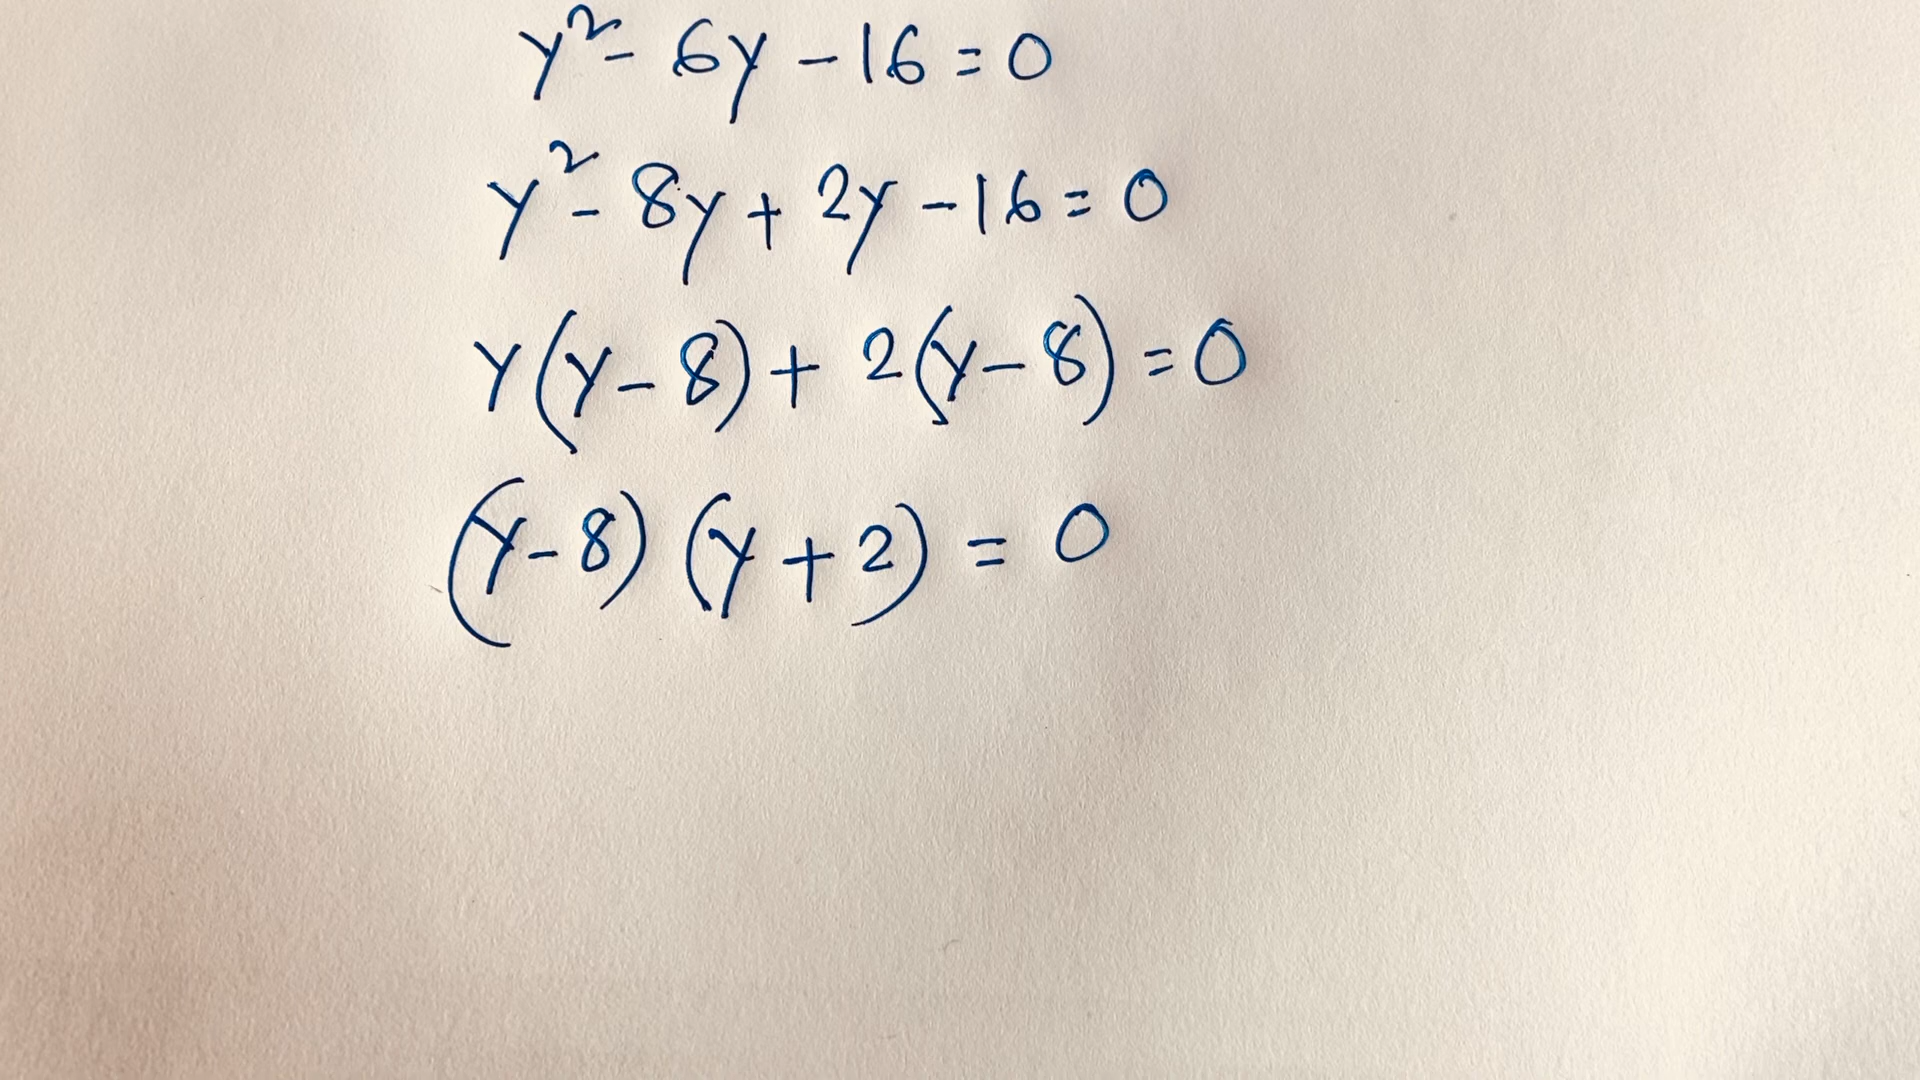 y² - 6y - 16 = 0
y² - 8y + 2y - 16 = 0
y(y - 8) + 2(y - 8) = 0
(y - 8) (y + 2) = 0